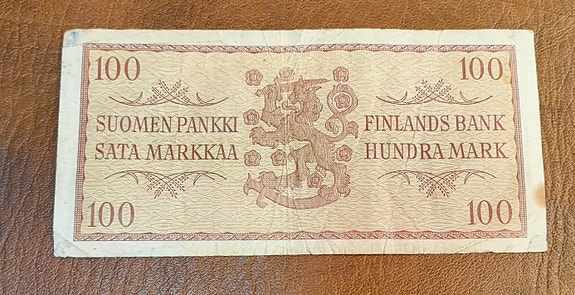 100 100
SUOMEN PANKKI FINLANDS BANK
SATA MARKKAA HUNDRA MARK
100 100